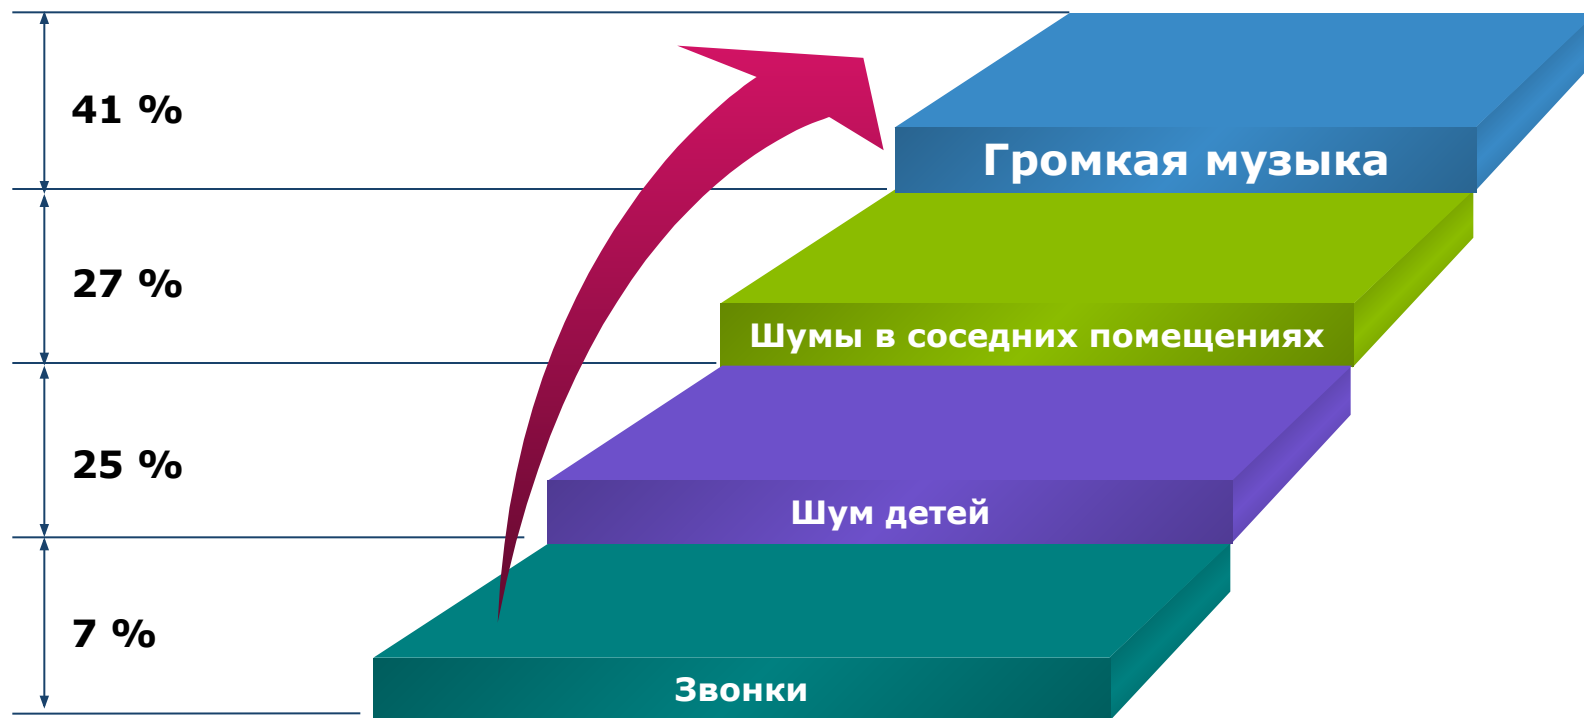 41 %
Громкая музыка
27 %
Шумы в соседних помещениях
25 %
Шум детей
7 %
Звонки